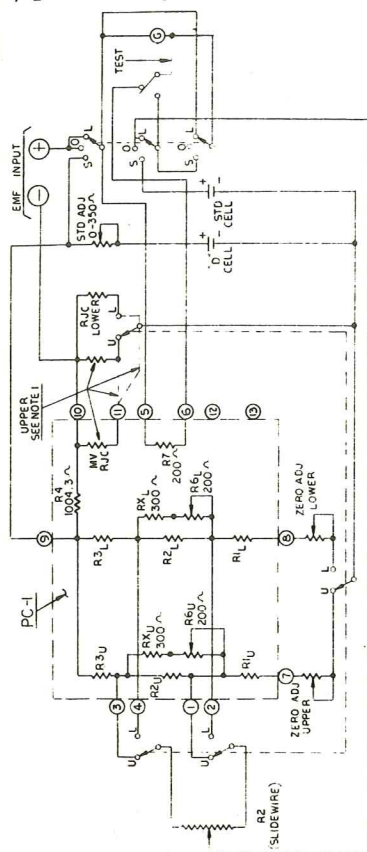 EMF INPUT
+
−
S
O
L
TEST
G
S
O
L
S
O
L
STD ADJ
0-350Ω
STD CELL
+
-
"D" CELL
+
-
UPPER
SEE NOTE 1
RJC
LOWER
U
L
PC-1
9
R4
1004.3Ω
10
11
5
6
12
13
MV
RJC
R7
200Ω
R3L
RXL
300Ω
R6L
200Ω
R2L
R1L
8
ZERO ADJ
LOWER
R3U
RXU
300Ω
R6U
200Ω
R2U
R1U
7
ZERO ADJ
UPPER
U
L
3
4
1
2
U
L
U
L
R2
(SLIDEWIRE)